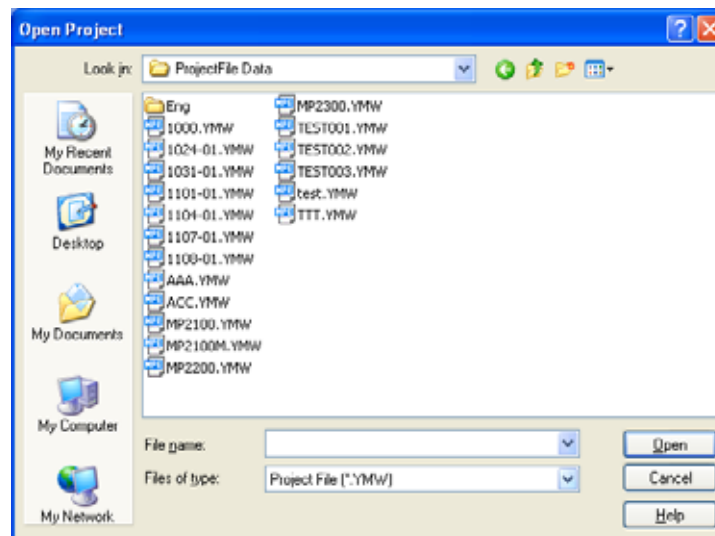 Open Project
Look in:
ProjectFile Data
My Recent
Documents
Desktop
My Documents
My Computer
My Network
Eng
1000.YMW
1024-01.YMW
1031-01.YMW
1101-01.YMW
1104-01.YMW
1107-01.YMW
1108-01.YMW
AAA.YMW
ACC.YMW
MP2100.YMW
MP2100M.YMW
MP2200.YMW
MP2300.YMW
TEST001.YMW
TEST002.YMW
TEST003.YMW
test.YMW
TTT.YMW
File name:
Open
Files of type:
Project File (*.YMW)
Cancel
Help